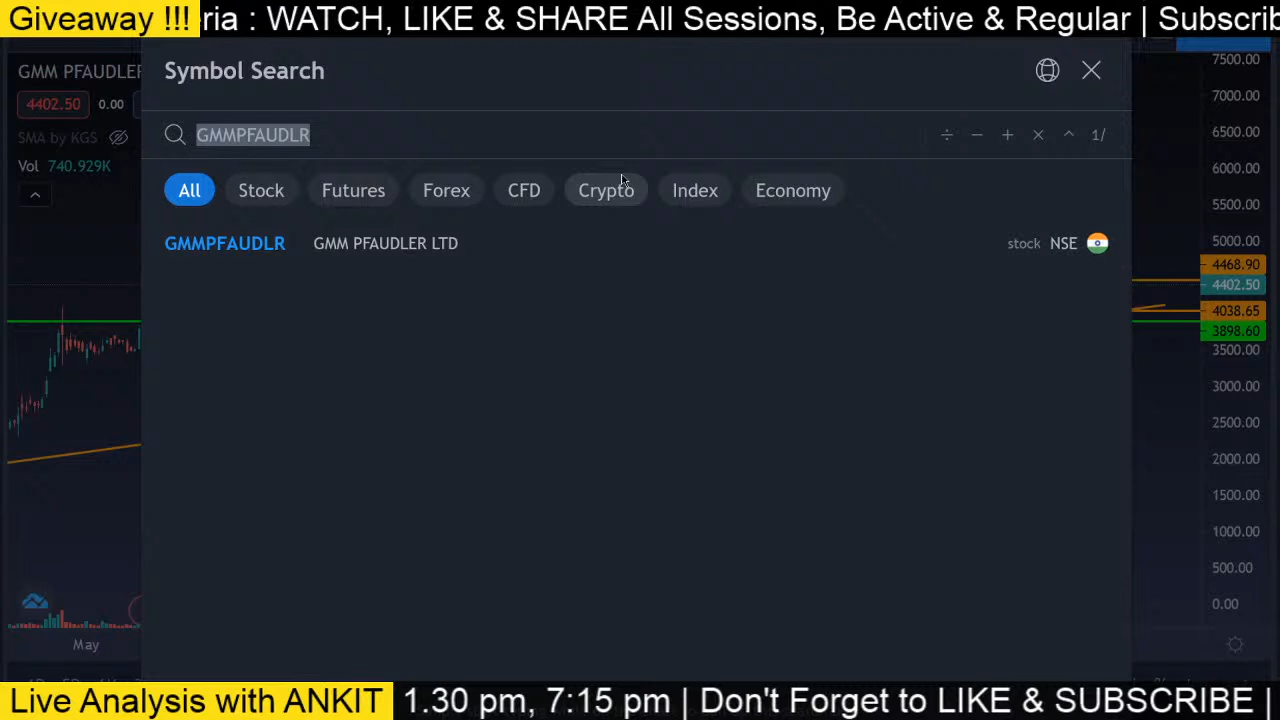 Giveaway !!! ria : WATCH, LIKE & SHARE All Sessions, Be Active & Regular | Subscrib
GMM PFAUDLER
Symbol Search
4402.50 0.00
SMA by KGS
Vol 740.929K
GMMPFAUDLR
÷ − + × ^ 1/
All Stock Futures Forex CFD Crypto Index Economy
GMMPFAUDLR GMM PFAUDLER LTD stock NSE
7500.00
7000.00
6500.00
6000.00
5500.00
5000.00
4468.90
4402.50
4038.65
3898.60
3500.00
3000.00
2500.00
2000.00
1500.00
1000.00
500.00
0.00
May
Live Analysis with ANKIT 1.30 pm, 7:15 pm | Don't Forget to LIKE & SUBSCRIBE |